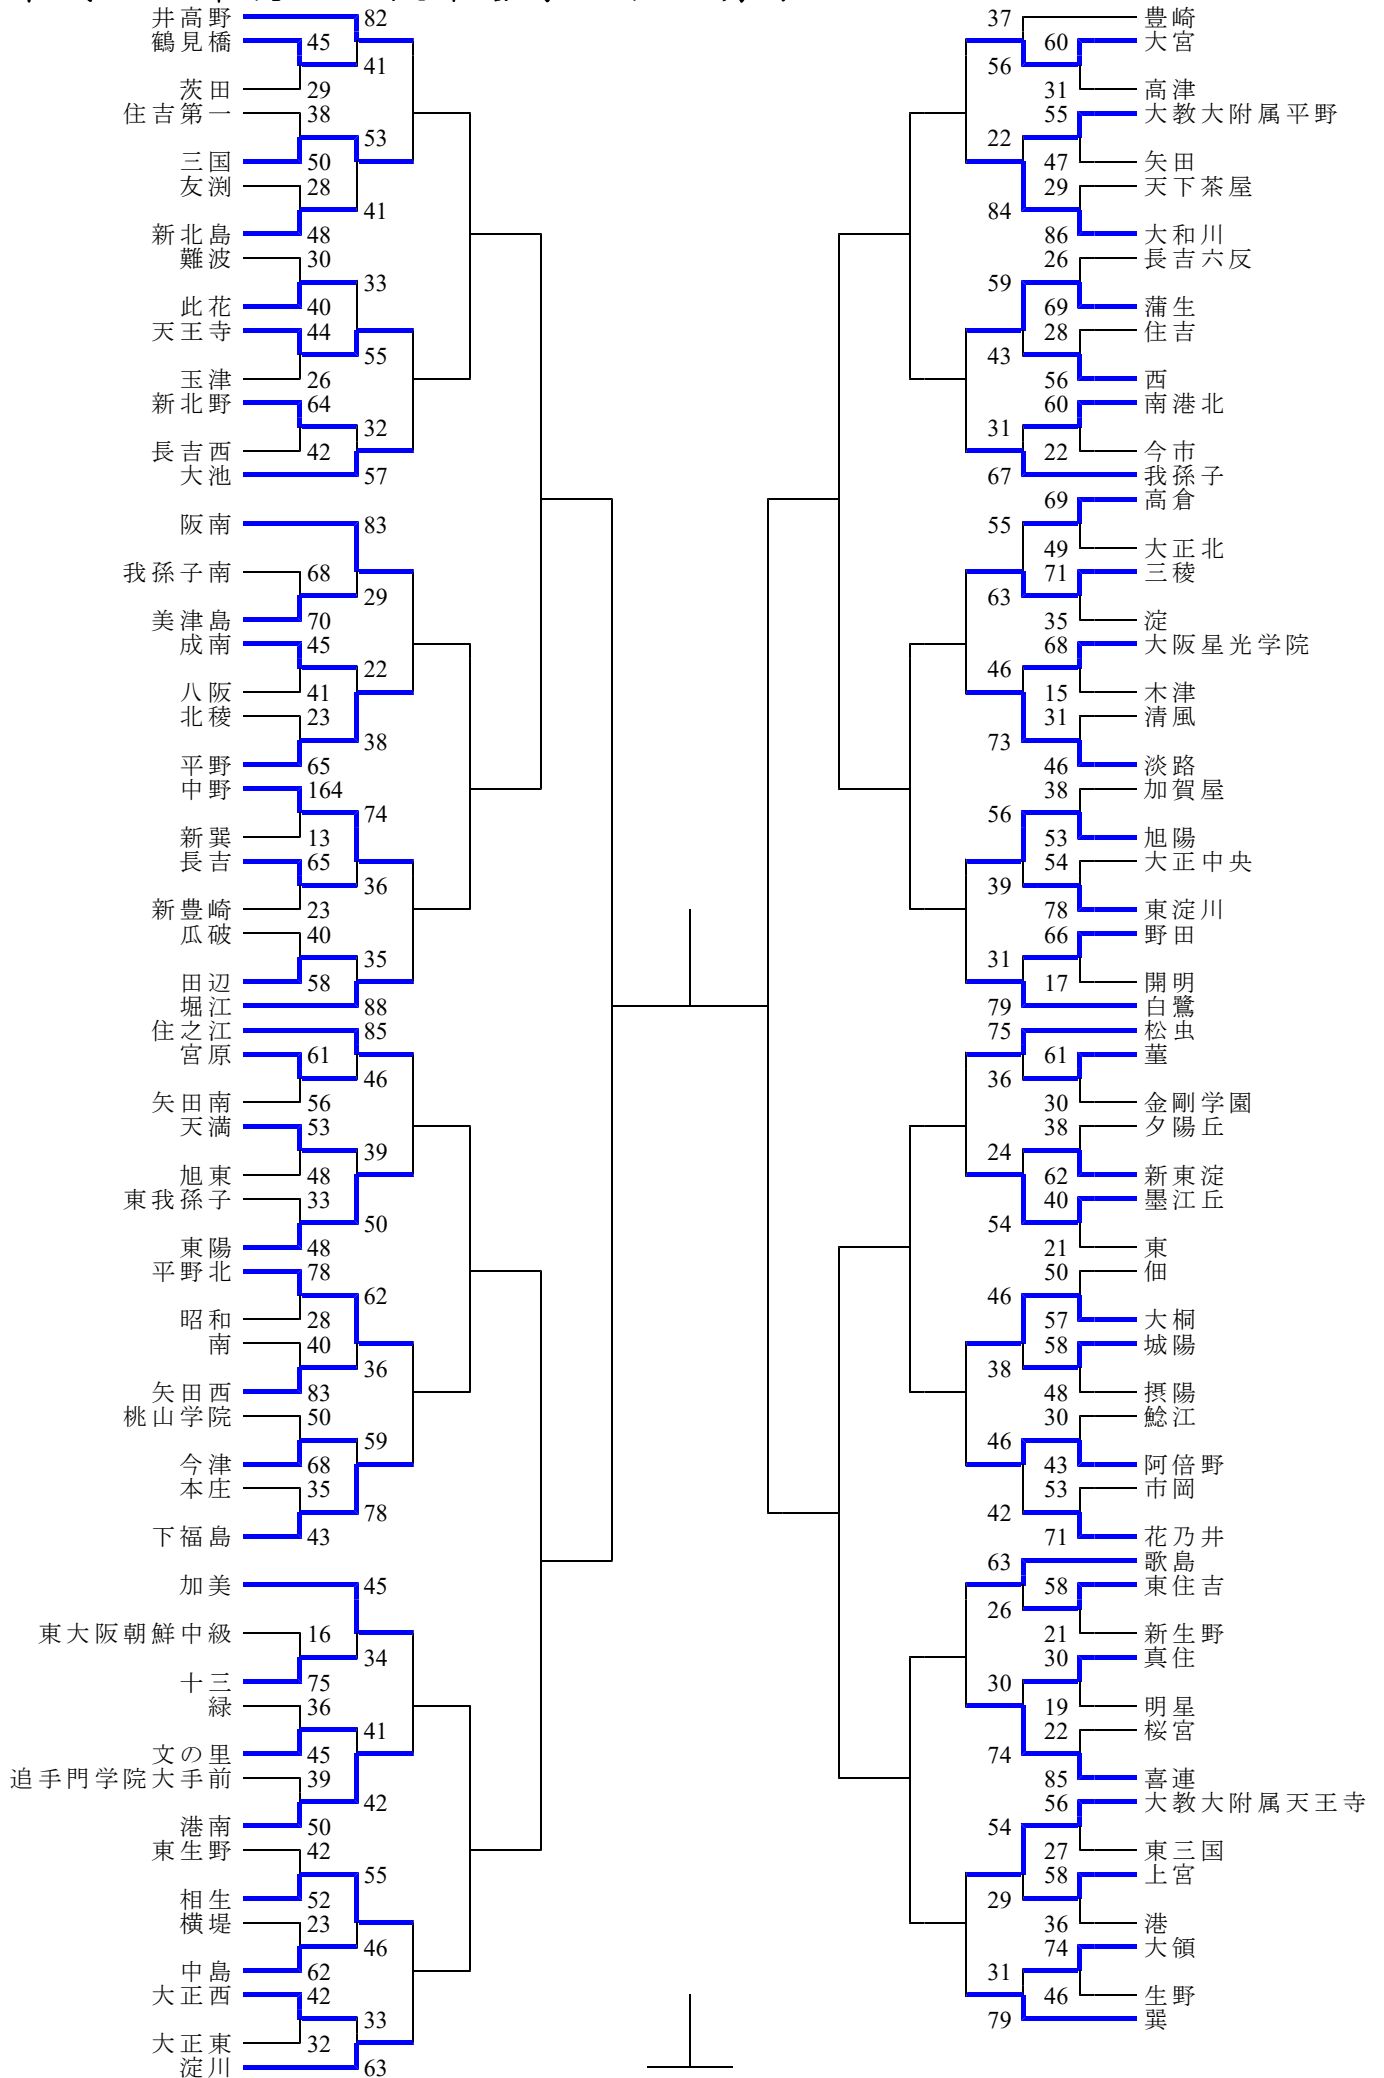 井高野 82 37 豊崎
鶴見橋 45 60 大宮
41 56
茨田 29 31 高津
住吉第一 38 55 大教大附属平野
53 22
三国 50 47 矢田
友渕 28 29 天下茶屋
41 84
新北島 48 86 大和川
難波 30 26 長吉六反
33 59
此花 40 69 蒲生
天王寺 44 28 住吉
55 43
玉津 26 56 西
新北野 64 60 南港北
32 31
長吉西 42 22 今市
大池 57 67 我孫子
69 高倉
阪南 83 55
49 大正北
我孫子南 68 71 三稜
29 63
美津島 70 35 淀
成南 45 68 大阪星光学院
22 46
八阪 41 15 木津
北稜 23 31 清風
38 73
平野 65 46 淡路
中野 164 38 加賀屋
74 56
新巽 13 53 旭陽
長吉 65 54 大正中央
36 39
新豊崎 23 78 東淀川
瓜破 40 66 野田
35 31
田辺 58 17 開明
堀江 88 79 白鷺
住之江 85 75 松虫
宮原 61 61 菫
46 36
矢田南 56 30 金剛学園
天満 53 38 夕陽丘
39 24
旭東 48 62 新東淀
東我孫子 33 40 墨江丘
50 54
東陽 48 21 東
平野北 78 50 佃
62 46
昭和 28 57 大桐
南 40 58 城陽
36 38
矢田西 83 48 摂陽
桃山学院 50 30 鯰江
59 46
今津 68 43 阿倍野
本庄 35 53 市岡
78 42
下福島 43 71 花乃井
63 歌島
加美 45 58 東住吉
26
東大阪朝鮮中級 16 21 新生野
34 30 真住
十三 75 30
緑 36 19 明星
41 22 桜宮
文の里 45 74
追手門学院大手前 39 85 喜連
42 56 大教大附属天王寺
港南 50 54
東生野 42 27 東三国
55 58 上宮
相生 52 29
横堤 23 36 港
46 74 大領
中島 62 31
大正西 42 46 生野
33 79 巽
大正東 32
淀川 63